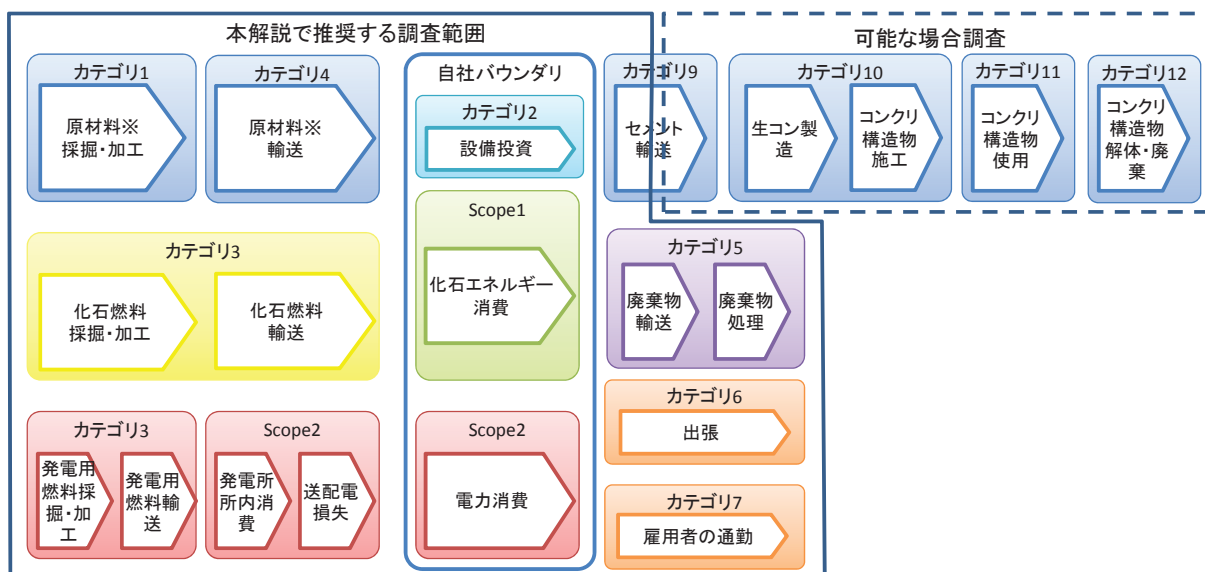 本解説で推奨する調査範囲
可能な場合調査
カテゴリ1
原材料※
採掘・加工
カテゴリ4
原材料※
輸送
自社バウンダリ
カテゴリ2
設備投資
カテゴリ9
セメント
輸送
カテゴリ10
生コン製
造
コンクリ
構造物
施工
カテゴリ11
コンクリ
構造物
使用
カテゴリ12
コンクリ
構造物
解体・廃
棄
カテゴリ3
化石燃料
採掘・加工
化石燃料
輸送
Scope1
化石エネルギー
消費
カテゴリ5
廃棄物
輸送
廃棄物
処理
カテゴリ6
出張
カテゴリ3
発電用
燃料採
掘・加
工
発電用
燃料輸
送
Scope2
発電所
所内消
費
送配電
損失
Scope2
電力消費
カテゴリ7
雇用者の通勤